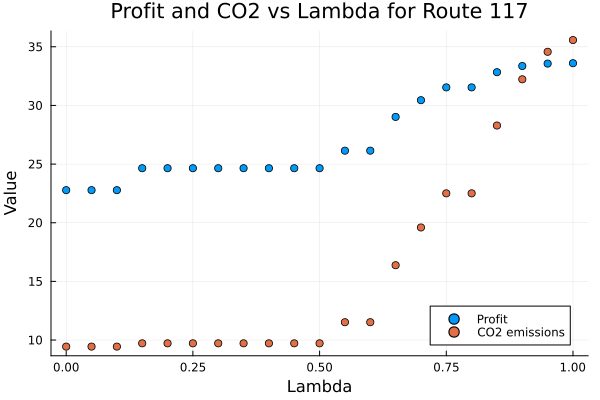 Profit and CO2 vs Lambda for Route 117
Value
35
30
25
20
15
10
0.00 0.25 0.50 0.75 1.00
Lambda
Profit
CO2 emissions